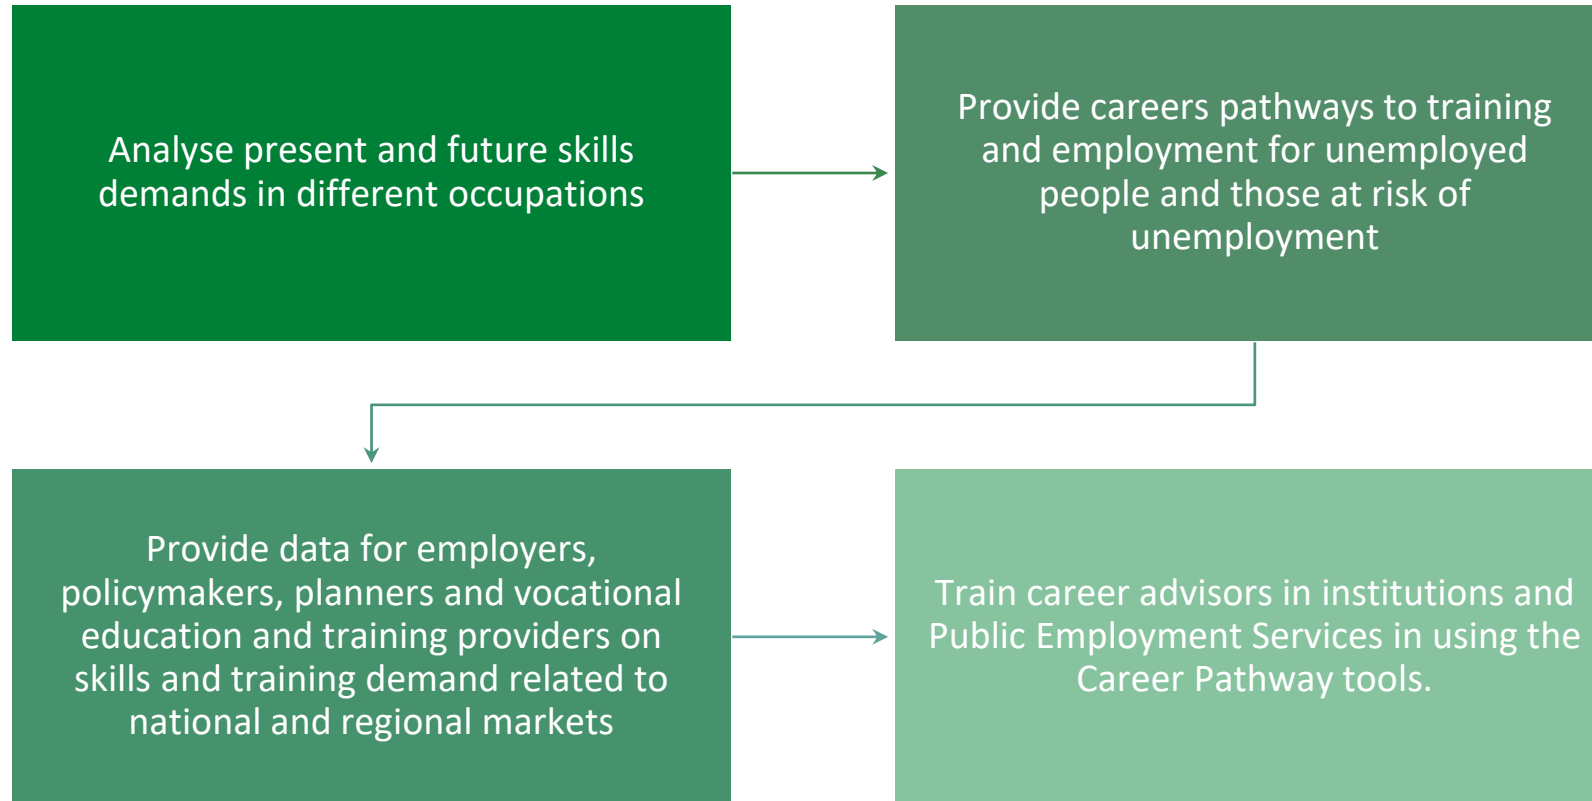 Analyse present and future skills
demands in different occupations
Provide careers pathways to training
and employment for unemployed
people and those at risk of
unemployment
Provide data for employers,
policymakers, planners and vocational
education and training providers on
skills and training demand related to
national and regional markets
Train career advisors in institutions and
Public Employment Services in using the
Career Pathway tools.